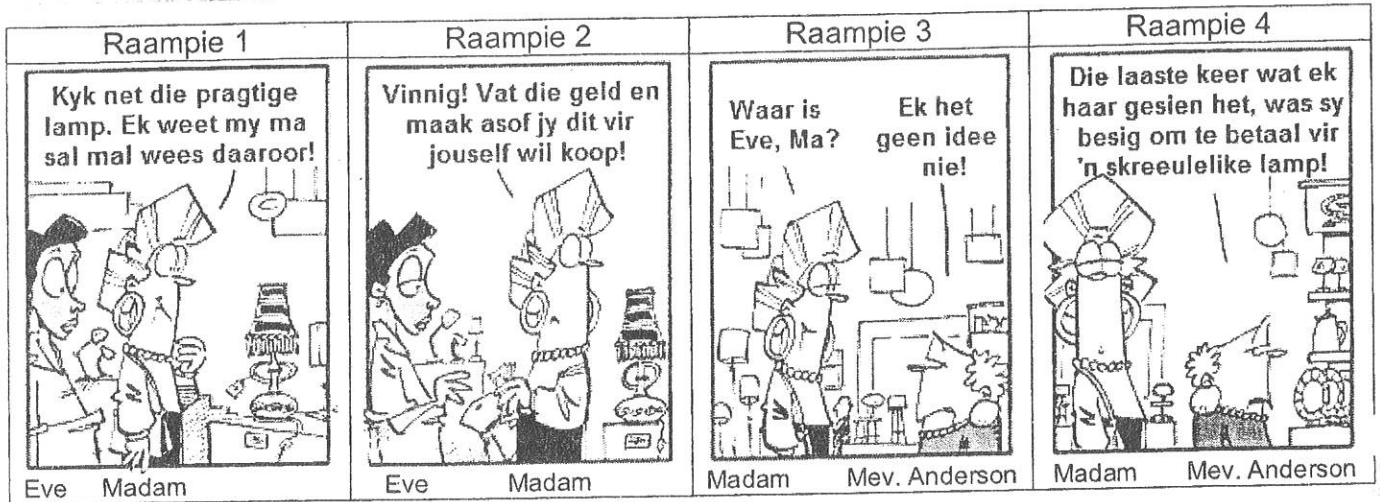 Raampie 1
Kyk net die pragtige
lamp. Ek weet my ma
sal mal wees daaroor!
Eve Madam
Raampie 2
Vinnig! Vat die geld en
maak asof jy dit vir
jouself wil koop!
Eve Madam
Raampie 3
Waar is
Eve, Ma?
Ek het
geen idee
nie!
Madam Mev. Anderson
Raampie 4
Die laaste keer wat ek
haar gesien het, was sy
besig om te betaal vir
'n skreeulelike lamp!
Madam Mev. Anderson